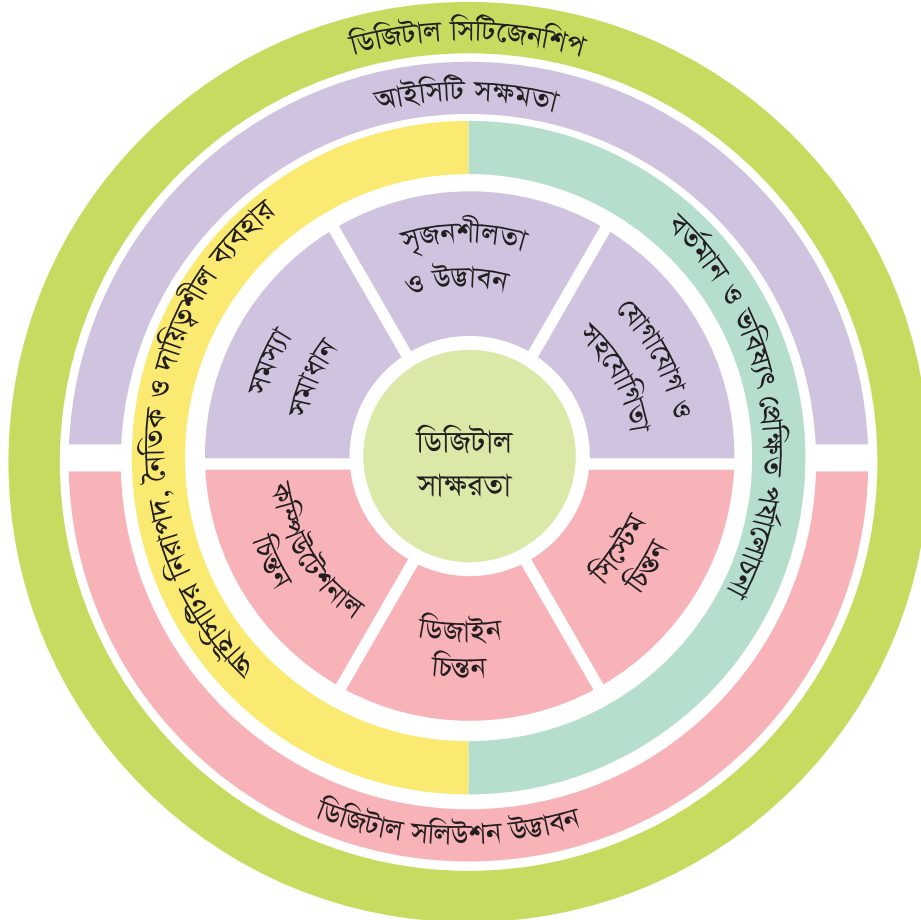 ডিজিটাল সিটিজেনশিপ
আইসিটি সক্ষমতা
আইসিটির নিরাপদ, নৈতিক ও দায়িত্বশীল ব্যবহার
বর্তমান ও ভবিষ্যৎ প্রেক্ষিত পর্যালোচনা
সৃজনশীলতা
ও উদ্ভাবন
সমস্যা
সমাধান
যোগাযোগ ও
সহযোগিতা
ডিজিটাল
সাক্ষরতা
কম্পিউটেশনাল
চিন্তন
ডিজাইন
চিন্তন
সিস্টেম
চিন্তন
ডিজিটাল সলিউশন উদ্ভাবন